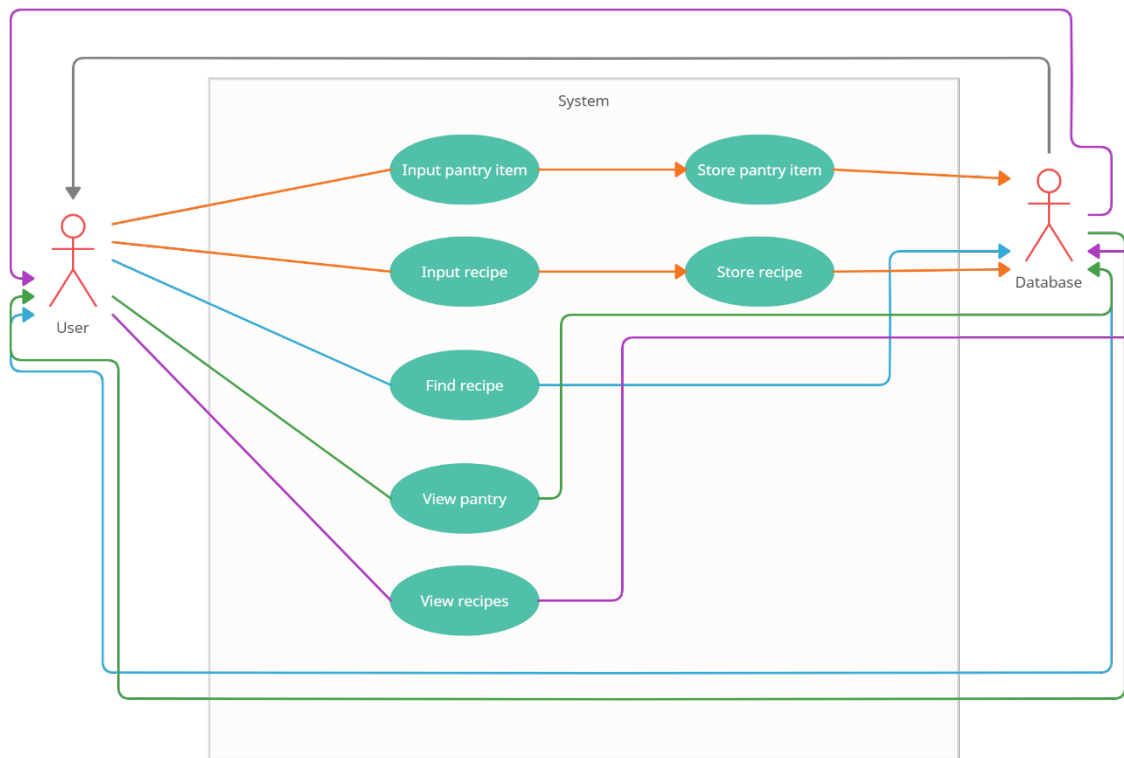 System
Input pantry item
Store pantry item
Input recipe
Store recipe
Database
User
Find recipe
View pantry
View recipes